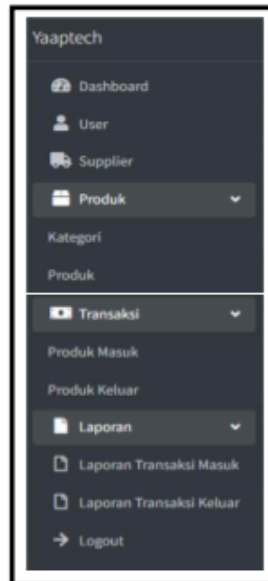 Yaaptech
Dashboard
User
Supplier
Produk
Kategori
Produk
Transaksi
Produk Masuk
Produk Keluar
Laporan
Laporan Transaksi Masuk
Laporan Transaksi Keluar
Logout